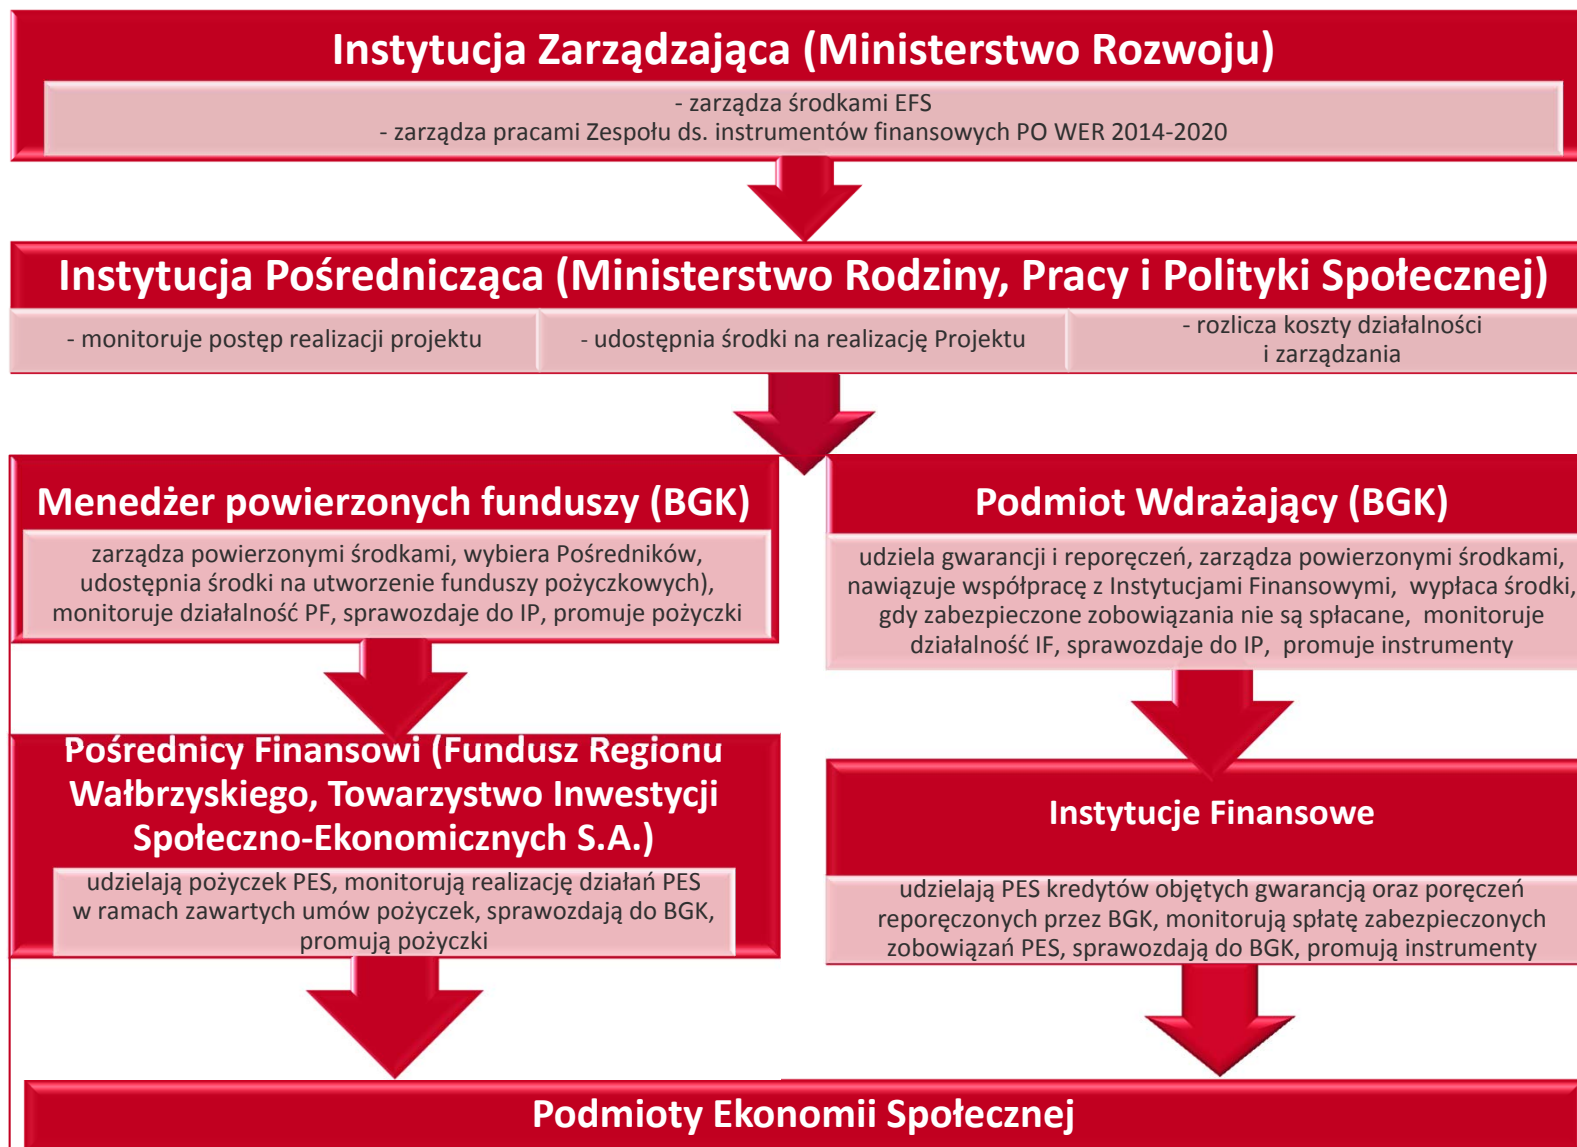 Instytucja Zarządzająca (Ministerstwo Rozwoju)
- zarządza środkami EFS
- zarządza pracami Zespołu ds. instrumentów finansowych PO WER 2014-2020
Instytucja Pośrednicząca (Ministerstwo Rodziny, Pracy i Polityki Społecznej)
- monitoruje postęp realizacji projektu
- udostępnia środki na realizację Projektu
- rozlicza koszty działalności
i zarządzania
Menedżer powierzonych funduszy (BGK)
zarządza powierzonymi środkami, wybiera Pośredników,
udostępnia środki na utworzenie funduszy pożyczkowych),
monitoruje działalność PF, sprawozdaje do IP, promuje pożyczki
Podmiot Wdrażający (BGK)
udziela gwarancji i reporęczeń, zarządza powierzonymi środkami,
nawiązuje współpracę z Instytucjami Finansowymi, wypłaca środki,
gdy zabezpieczone zobowiązania nie są spłacane, monitoruje
działalność IF, sprawozdaje do IP, promuje instrumenty
Pośrednicy Finansowi (Fundusz Regionu
Wałbrzyskiego, Towarzystwo Inwestycji
Społeczno-Ekonomicznych S.A.)
udzielają pożyczek PES, monitorują realizację działań PES
w ramach zawartych umów pożyczek, sprawozdają do BGK,
promują pożyczki
Instytucje Finansowe
udzielają PES kredytów objętych gwarancją oraz poręczeń
reporęczonych przez BGK, monitorują spłatę zabezpieczonych
zobowiązań PES, sprawozdają do BGK, promują instrumenty
Podmioty Ekonomii Społecznej